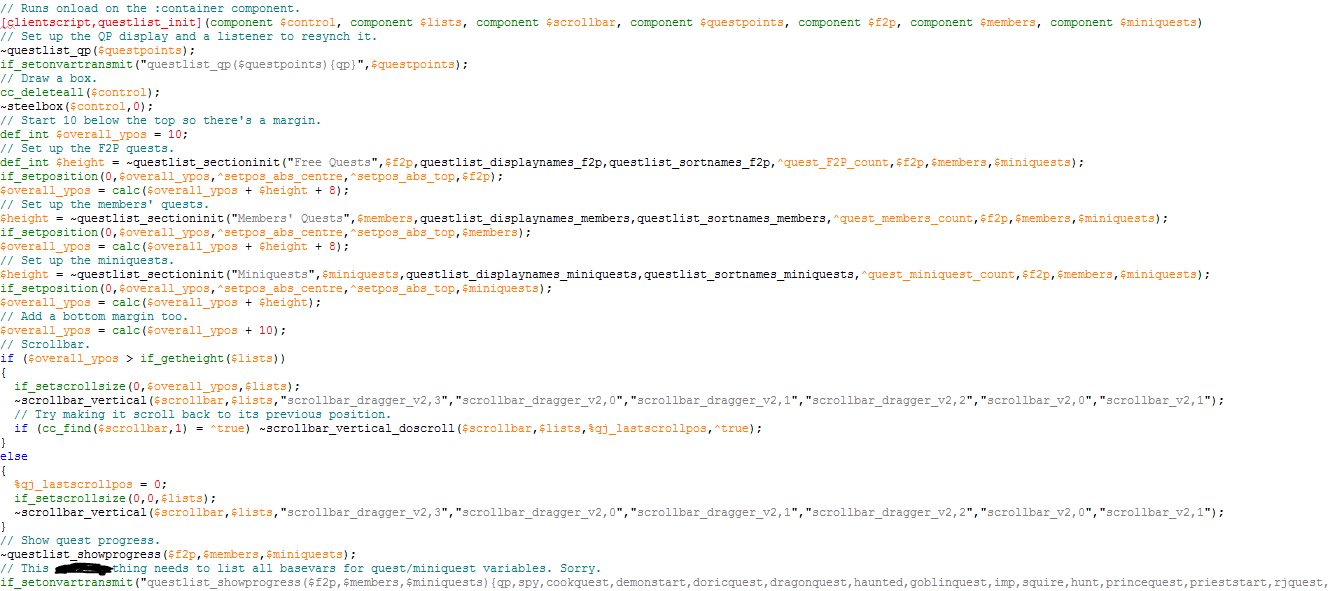 // Runs onload on the :container component.
[clientscript,questlist_init](component $control, component $lists, component $scrollbar, component $questpoints, component $f2p, component $members, component $miniquests)
// Set up the QP display and a listener to resynch it.
~questlist_qp($questpoints);
if_setonvartransmit("questlist_qp($questpoints){qp}",$questpoints);
// Draw a box.
cc_deleteall($control);
~steelbox($control,0);
// Start 10 below the top so there's a margin.
def_int $overall_ypos = 10;
// Set up the F2P quests.
def_int $height = ~questlist_sectioninit("Free Quests",$f2p,questlist_displaynames_f2p,questlist_sortnames_f2p,^quest_F2P_count,$f2p,$members,$miniquests);
if_setposition(0,$overall_ypos,^setpos_abs_centre,^setpos_abs_top,$f2p);
$overall_ypos = calc($overall_ypos + $height + 8);
// Set up the members' quests.
$height = ~questlist_sectioninit("Members' Quests",$members,questlist_displaynames_members,questlist_sortnames_members,^quest_members_count,$f2p,$members,$miniquests);
if_setposition(0,$overall_ypos,^setpos_abs_centre,^setpos_abs_top,$members);
$overall_ypos = calc($overall_ypos + $height + 8);
// Set up the miniquests.
$height = ~questlist_sectioninit("Miniquests",$miniquests,questlist_displaynames_miniquests,questlist_sortnames_miniquests,^quest_miniquest_count,$f2p,$members,$miniquests);
if_setposition(0,$overall_ypos,^setpos_abs_centre,^setpos_abs_top,$miniquests);
$overall_ypos = calc($overall_ypos + $height);
// Add a bottom margin too.
$overall_ypos = calc($overall_ypos + 10);
// Scrollbar.
if ($overall_ypos > if_getheight($lists))
{
if_setscrollsize(0,$overall_ypos,$lists);
~scrollbar_vertical($scrollbar,$lists,"scrollbar_dragger_v2,3","scrollbar_dragger_v2,0","scrollbar_dragger_v2,1","scrollbar_dragger_v2,2","scrollbar_v2,0","scrollbar_v2,1");
// Try making it scroll back to its previous position.
if (cc_find($scrollbar,1) = ^true) ~scrollbar_vertical_doscroll($scrollbar,$lists,%qj_lastscrollpos,^true);
}
else
{
%qj_lastscrollpos = 0;
if_setscrollsize(0,0,$lists);
~scrollbar_vertical($scrollbar,$lists,"scrollbar_dragger_v2,3","scrollbar_dragger_v2,0","scrollbar_dragger_v2,1","scrollbar_dragger_v2,2","scrollbar_v2,0","scrollbar_v2,1");
}
// Show quest progress.
~questlist_showprogress($f2p,$members,$miniquests);
// This thing needs to list all basevars for quest/miniquest variables. Sorry.
if_setonvartransmit("questlist_showprogress($f2p,$members,$miniquests){qp,spy,cookquest,demonstart,doricquest,dragonquest,haunted,goblinquest,imp,squire,hunt,princequest,prieststart,rjquest,